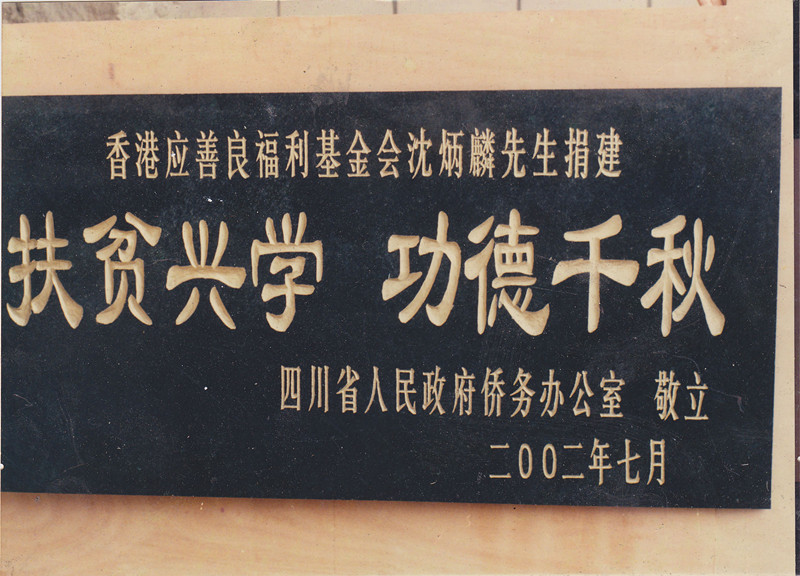 香港应善良福利基金会沈炳麟先生捐建
扶贫兴学 功德千秋
四川省人民政府侨务办公室 敬立
二00二年七月